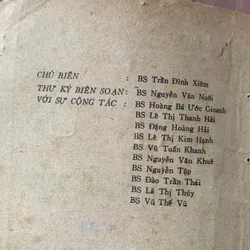 CHỦ BIÊN : BS Trần Đình Xiêm
THƯ KÝ BIÊN SOẠN : BS Nguyễn Văn Nuôi
VỚI SỰ CỘNG TÁC : BS Hoàng Bá Ước Gioanh
BS Lê Thị Thanh Hải
BS Đặng Hoàng Hải
BS Lê Thị Kim Hạnh
BS Vũ Tuấn Khanh
BS Nguyễn Văn Khuê
BS Nguyễn Tập
BS Đào Trần Thái
BS Lã Thị Thủy
BS Vũ Thế Vũ